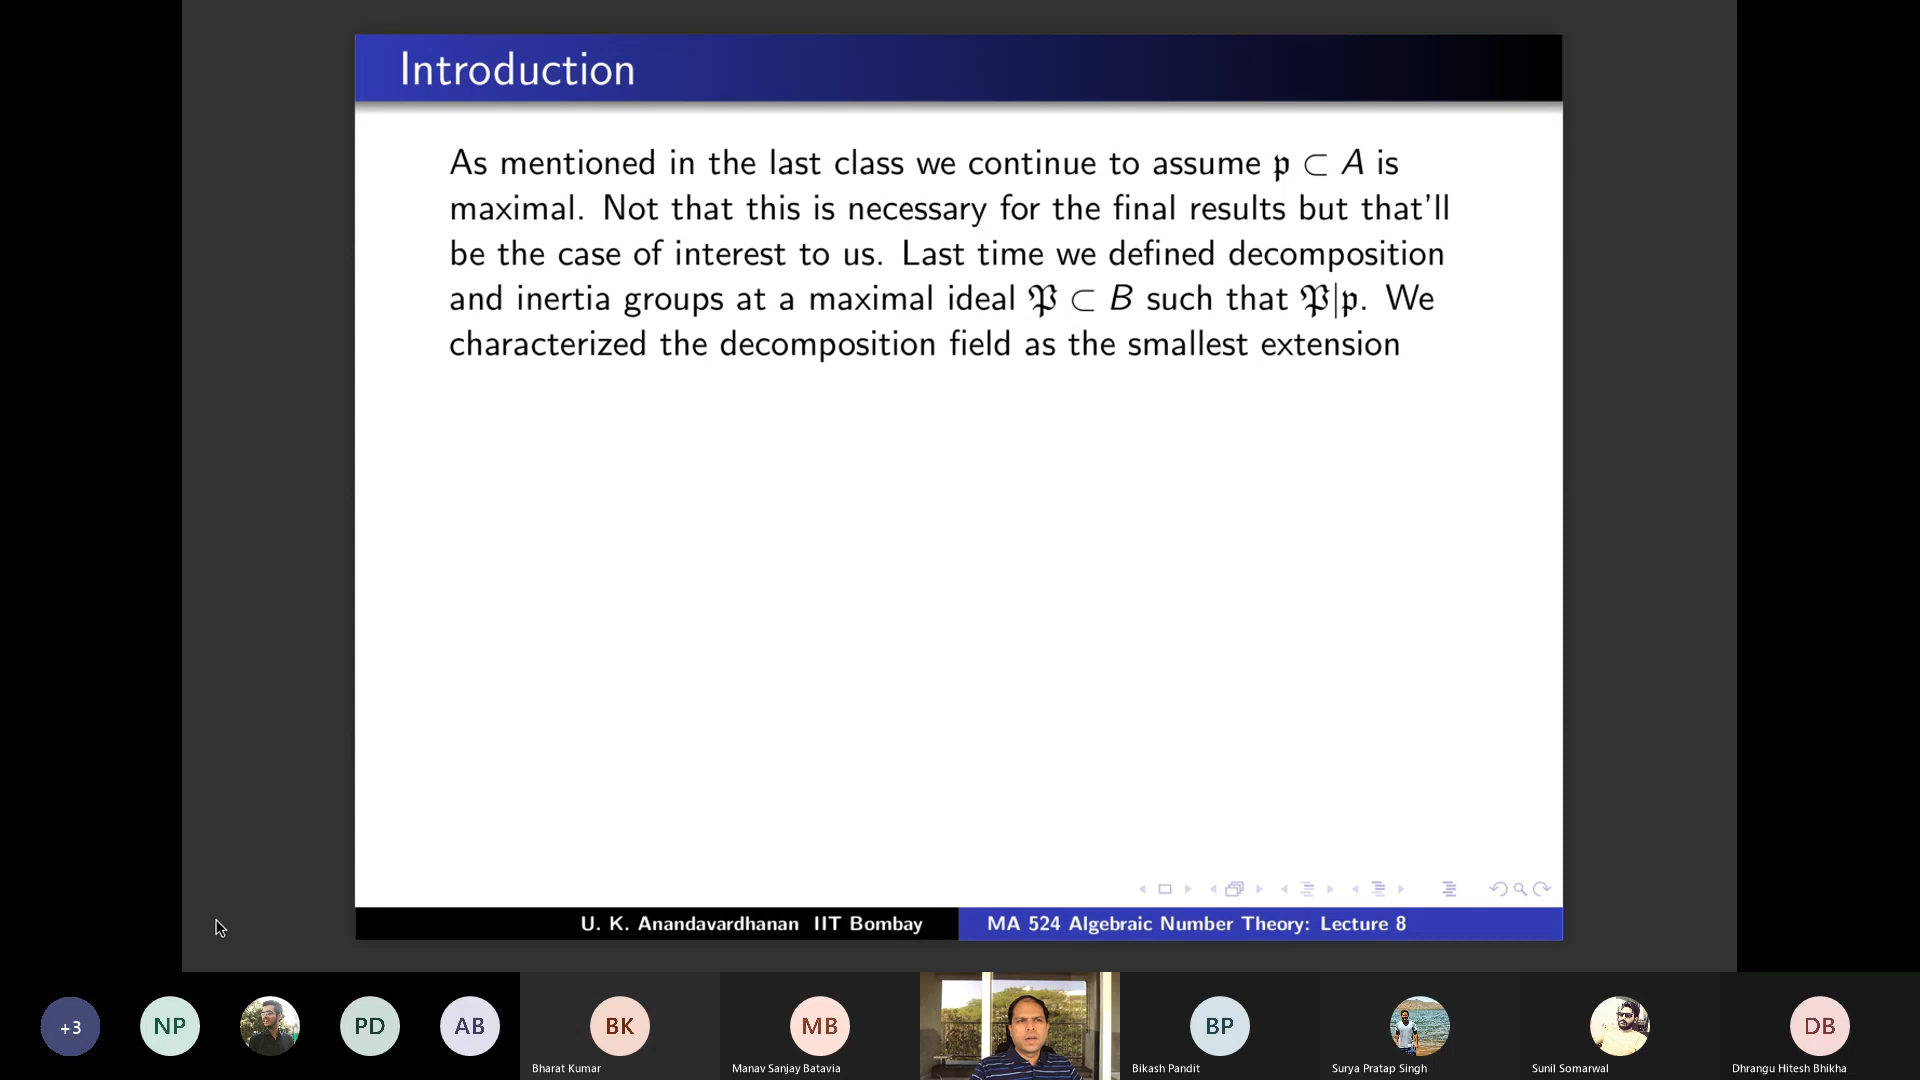 Introduction
As mentioned in the last class we continue to assume 𝔭 ⊂ A is
maximal. Not that this is necessary for the final results but that'll
be the case of interest to us. Last time we defined decomposition
and inertia groups at a maximal ideal 𝔓 ⊂ B such that 𝔓|𝔭. We
characterized the decomposition field as the smallest extension
U. K. Anandavardhanan IIT Bombay
MA 524 Algebraic Number Theory: Lecture 8
+3
NP
PD
AB
BK
MB
BP
DB
Bharat Kumar
Manav Sanjay Batavia
Bikash Pandit
Surya Pratap Singh
Sunil Somarwal
Dhrangu Hitesh Bhikha